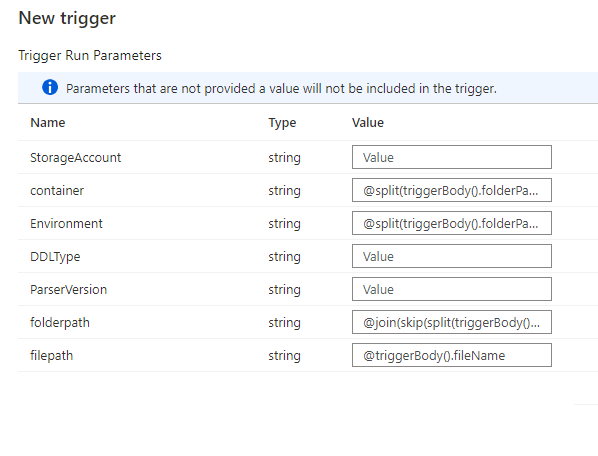 New trigger
Trigger Run Parameters
Parameters that are not provided a value will not be included in the trigger.
Name Type Value
StorageAccount string Value
container string @split(triggerBody().folderPa...
Environment string @split(triggerBody().folderPa...
DDLType string Value
ParserVersion string Value
folderpath string @join(skip(split(triggerBody()...
filepath string @triggerBody().fileName